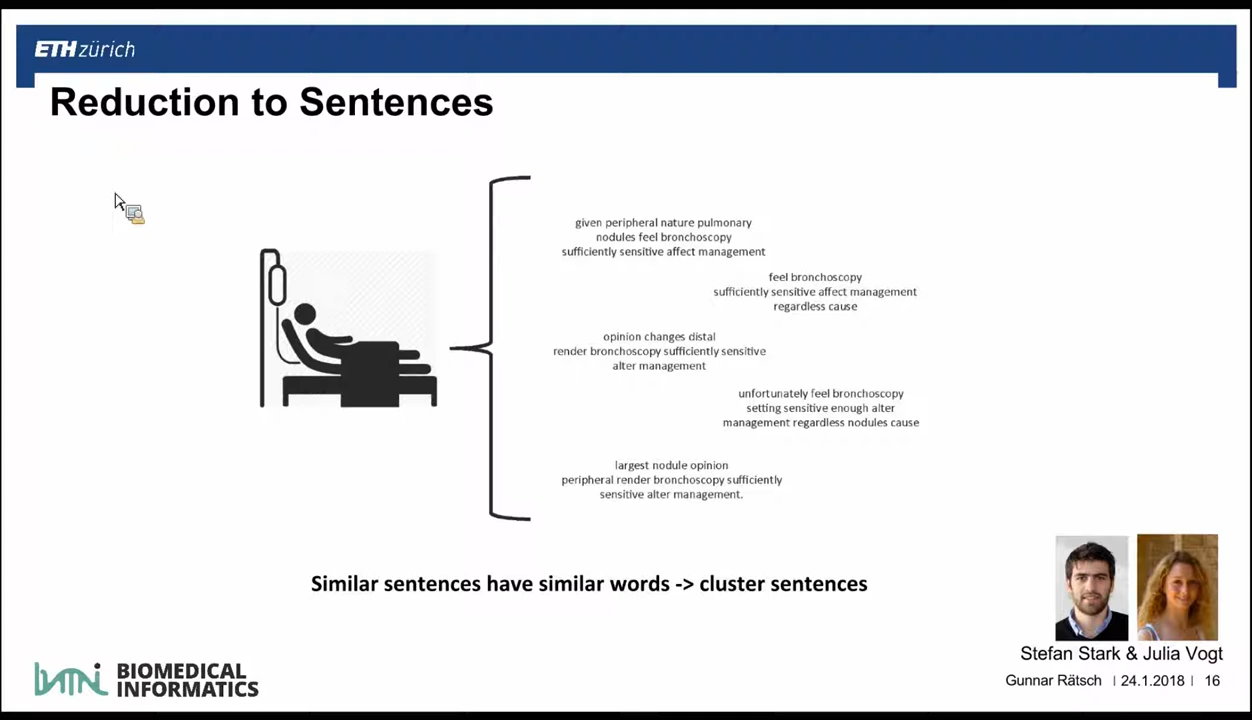 ETH zürich
Reduction to Sentences
given peripheral nature pulmonary
nodules feel bronchoscopy
sufficiently sensitive affect management
feel bronchoscopy
sufficiently sensitive affect management
regardless cause
opinion changes distal
render bronchoscopy sufficiently sensitive
alter management
unfortunately feel bronchoscopy
setting sensitive enough alter
management regardless nodules cause
largest nodule opinion
peripheral render bronchoscopy sufficiently
sensitive alter management.
Similar sentences have similar words -> cluster sentences
Stefan Stark & Julia Vogt
bmi BIOMEDICAL
INFORMATICS
Gunnar Rätsch | 24.1.2018 | 16